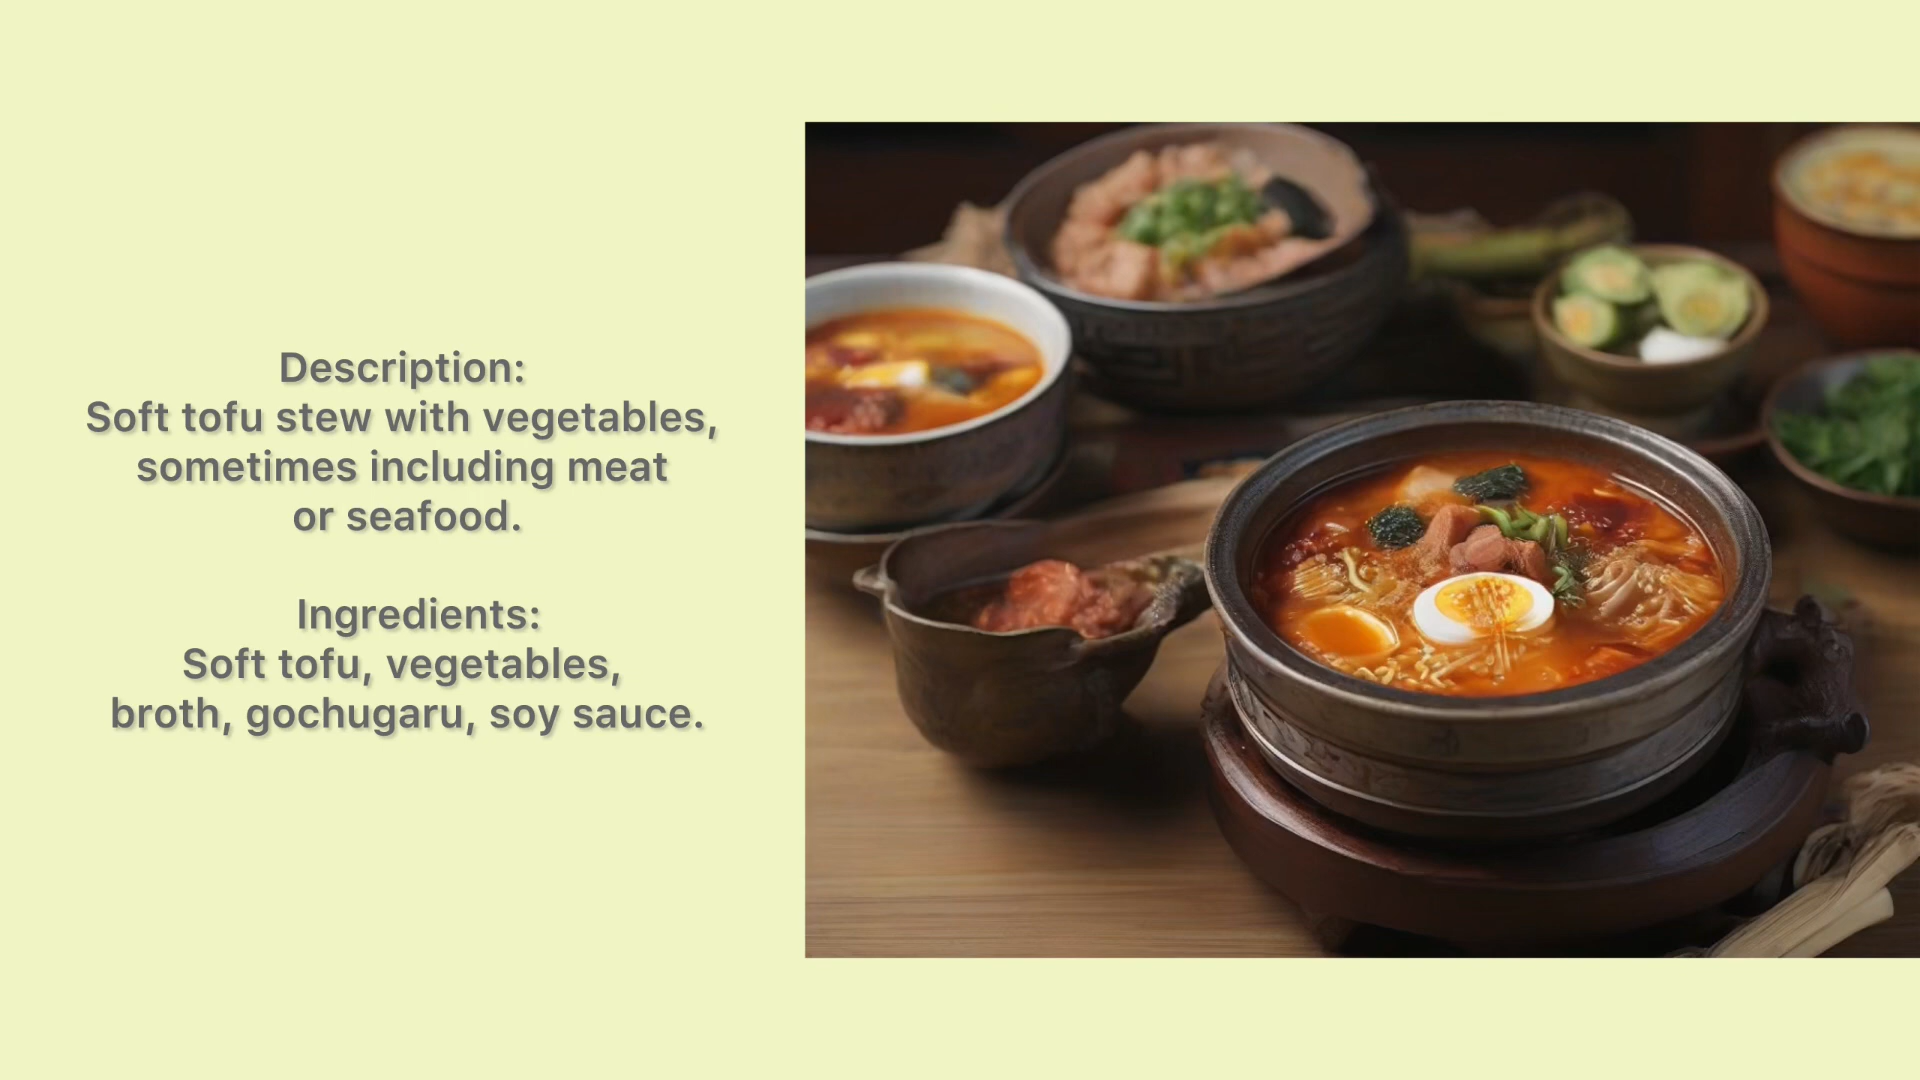 Description:
Soft tofu stew with vegetables,
sometimes including meat
or seafood.
Ingredients:
Soft tofu, vegetables,
broth, gochugaru, soy sauce.